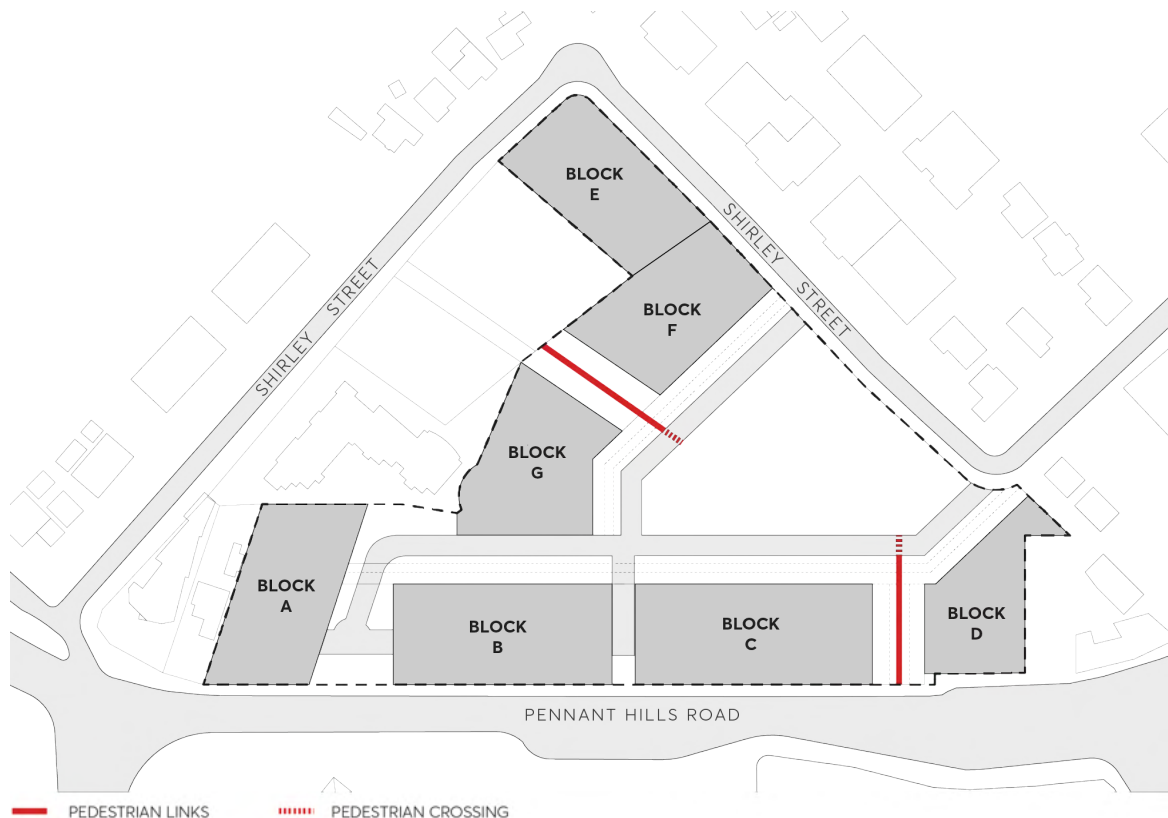 BLOCK
E
SHIRLEY STREET
SHIRLEY STREET
BLOCK
F
BLOCK
G
BLOCK
A
BLOCK
B
BLOCK
C
BLOCK
D
PENNANT HILLS ROAD
PEDESTRIAN LINKS
PEDESTRIAN CROSSING